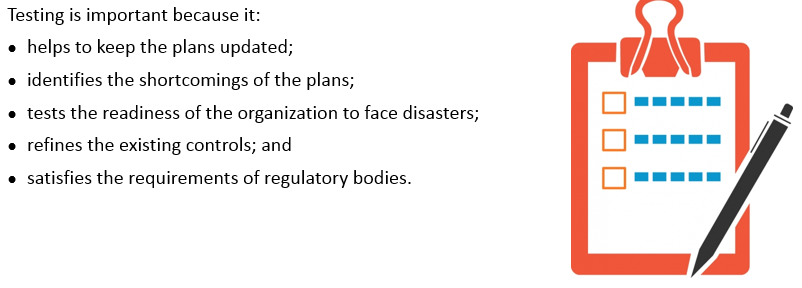 Testing is important because it:
• helps to keep the plans updated;
• identifies the shortcomings of the plans;
• tests the readiness of the organization to face disasters;
• refines the existing controls; and
• satisfies the requirements of regulatory bodies.